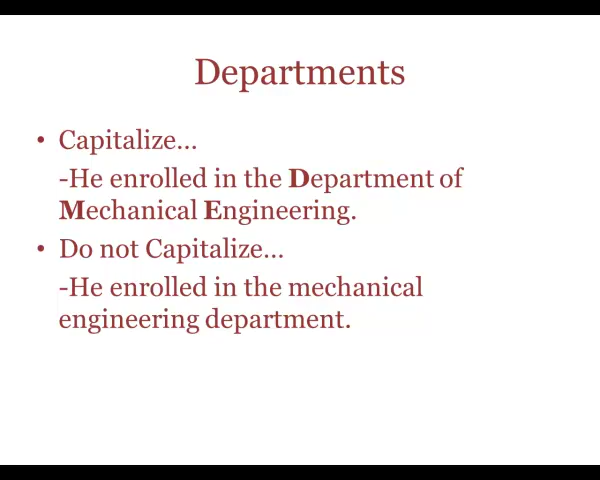 Departments
• Capitalize...
-He enrolled in the Department of
Mechanical Engineering.
• Do not Capitalize...
-He enrolled in the mechanical
engineering department.